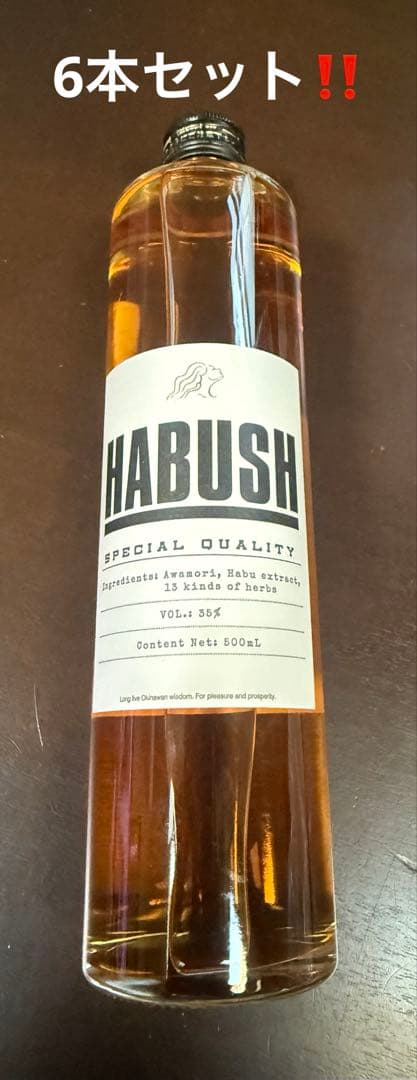 6本セット‼️
HABUSH
SPECIAL QUALITY
Ingredients: Awamori, Habu extract,
13 kinds of herbs
VOL.: 35%
Content Net: 500mL
Long live Okinawan wisdom. For pleasure and prosperity.